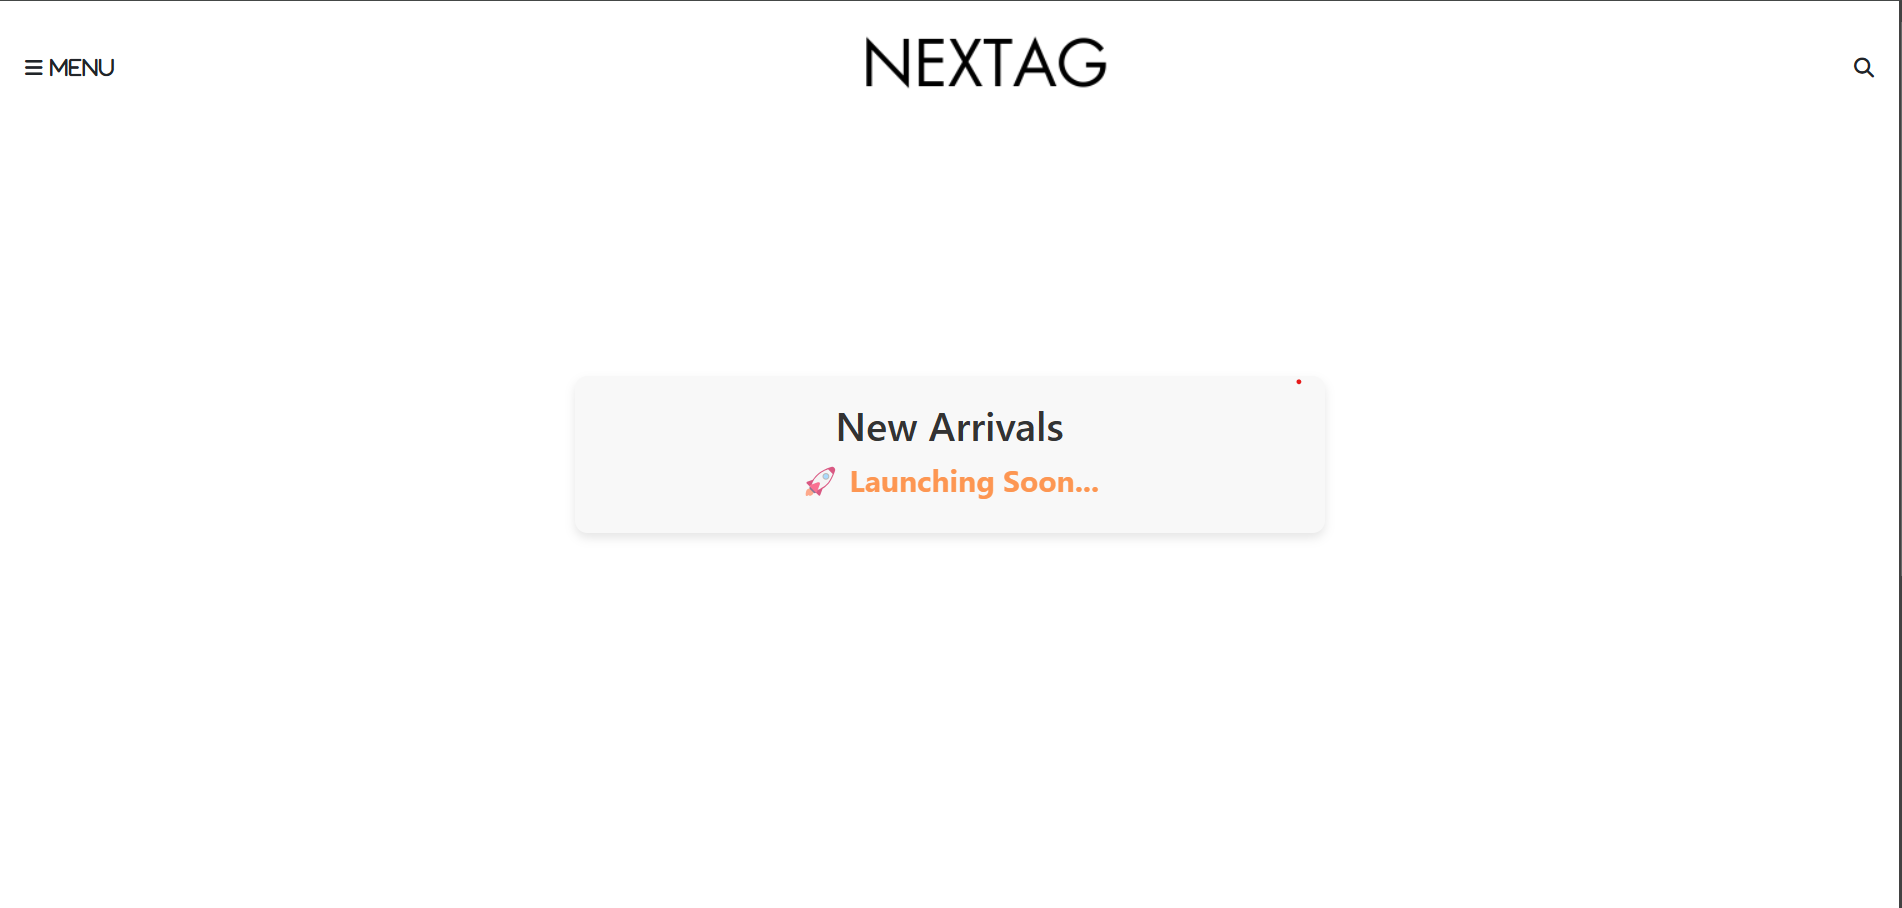 MENU
NEXTAG
New Arrivals
🚀 Launching Soon...